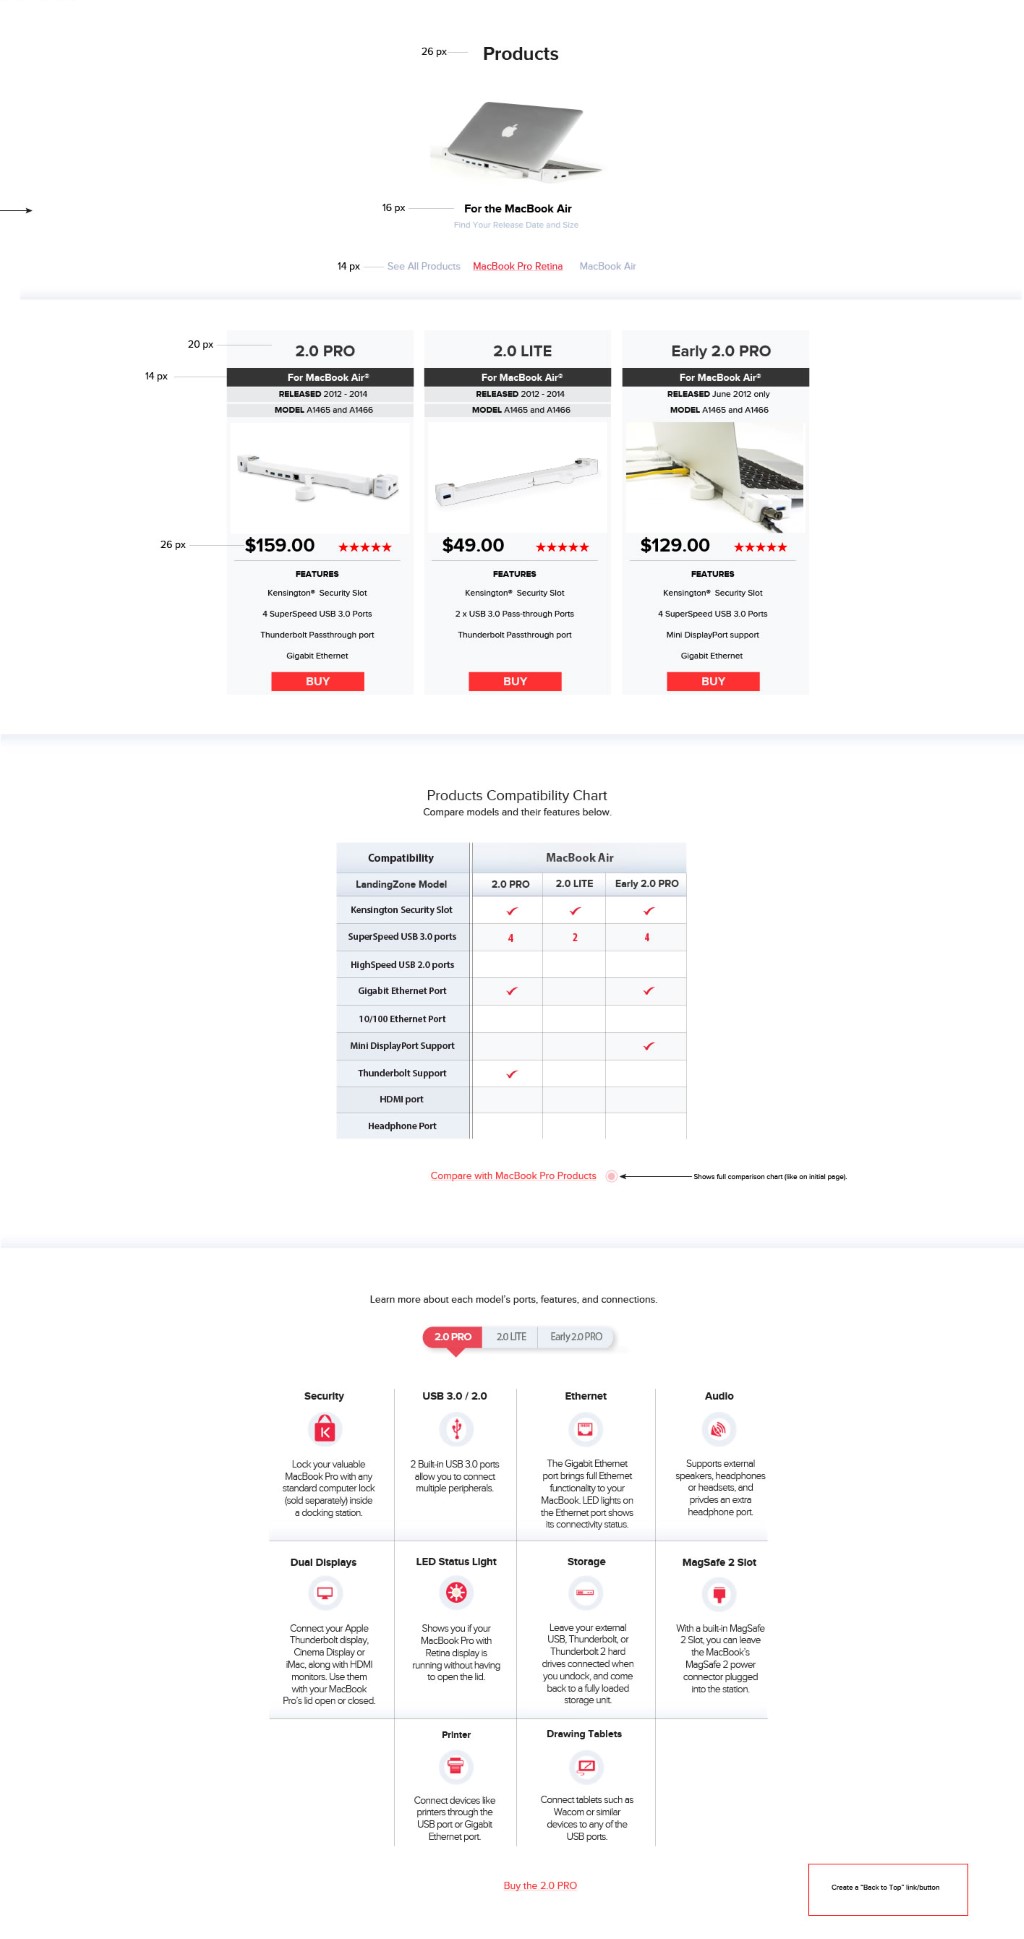 26 px
Products
16 px
For the MacBook Air
Find Your Release Date and Size
14 px
See All Products MacBook Pro Retina MacBook Air
20 px
2.0 PRO
14 px
For MacBook Air®
RELEASED 2012 - 2014
MODEL A1465 and A1466
26 px
$159.00
FEATURES
Kensington® Security Slot
4 SuperSpeed USB 3.0 Ports
Thunderbolt Passthrough port
Gigabit Ethernet
BUY
2.0 LITE
For MacBook Air®
RELEASED 2012 - 2014
MODEL A1465 and A1466
$49.00
FEATURES
Kensington® Security Slot
2 x USB 3.0 Pass-through Ports
Thunderbolt Passthrough port
BUY
Early 2.0 PRO
For MacBook Air®
RELEASED June 2012 only
MODEL A1465 and A1466
$129.00
FEATURES
Kensington® Security Slot
4 SuperSpeed USB 3.0 Ports
Mini DisplayPort support
Gigabit Ethernet
BUY
Products Compatibility Chart
Compare models and their features below.
Compatibility MacBook Air
LandingZone Model 2.0 PRO 2.0 LITE Early 2.0 PRO
Kensington Security Slot
SuperSpeed USB 3.0 ports 4 2 4
HighSpeed USB 2.0 ports
Gigabit Ethernet Port
10/100 Ethernet Port
Mini DisplayPort Support
Thunderbolt Support
HDMI port
Headphone Port
Compare with MacBook Pro Products
Shows full comparison chart (like on initial page).
Learn more about each model's ports, features, and connections.
2.0 PRO 2.0 LITE Early 2.0 PRO
Security
Lock your valuable
MacBook Pro with any
standard computer lock
(sold separately) inside
a docking station.
USB 3.0 / 2.0
2 Built-in USB 3.0 ports
allow you to connect
multiple peripherals.
Ethernet
The Gigabit Ethernet
port brings full Ethernet
functionality to your
MacBook. LED lights on
the Ethernet port shows
its connectivity status.
Audio
Supports external
speakers, headphones
or headsets, and
privdes an extra
headphone port.
Dual Displays
Connect your Apple
Thunderbolt display,
Cinema Display or
iMac, along with HDMI
monitors. Use them
with your MacBook
Pro's lid open or closed.
LED Status Light
Shows you if your
MacBook Pro with
Retina display is
running without having
to open the lid.
Storage
Leave your external
USB, Thunderbolt, or
Thunderbolt 2 hard
drives connected when
you undock, and come
back to a fully loaded
storage unit.
MagSafe 2 Slot
With a built-in MagSafe
2 Slot, you can leave
the MacBook's
MagSafe 2 power
connector plugged
into the station.
Printer
Connect devices like
printers through the
USB port or Gigabit
Ethernet port.
Drawing Tablets
Connect tablets such as
Wacom or similar
devices to any of the
USB ports.
Buy the 2.0 PRO
Create a "Back to Top" link/button